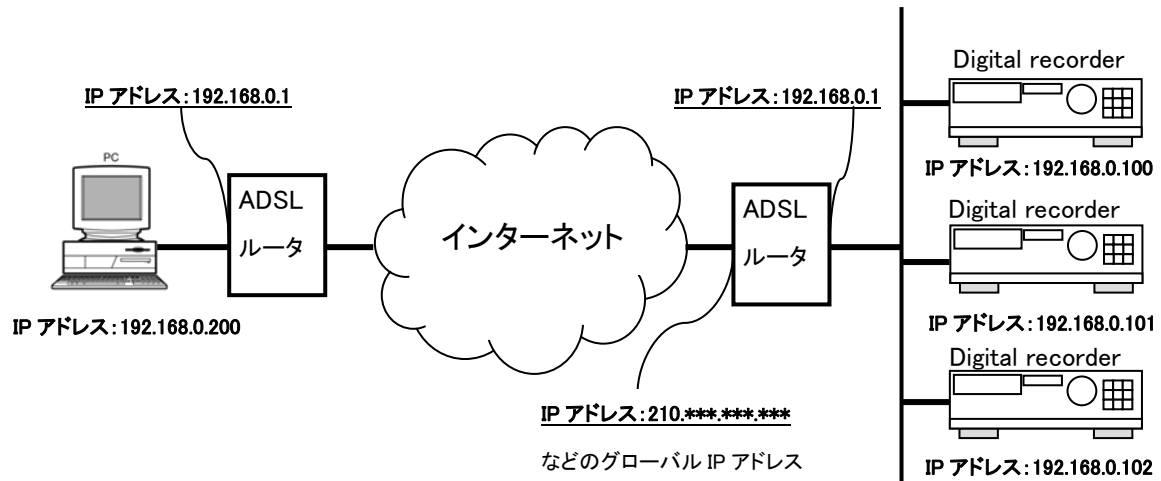 Digital recorder
IP アドレス：192.168.0.1
IP アドレス：192.168.0.1
PC
IP アドレス：192.168.0.100
ADSL
ルータ
インターネット
ADSL
ルータ
Digital recorder
IP アドレス：192.168.0.200
IP アドレス：192.168.0.101
Digital recorder
IP アドレス：210.***.***.***
などのグローバル IP アドレス
IP アドレス：192.168.0.102